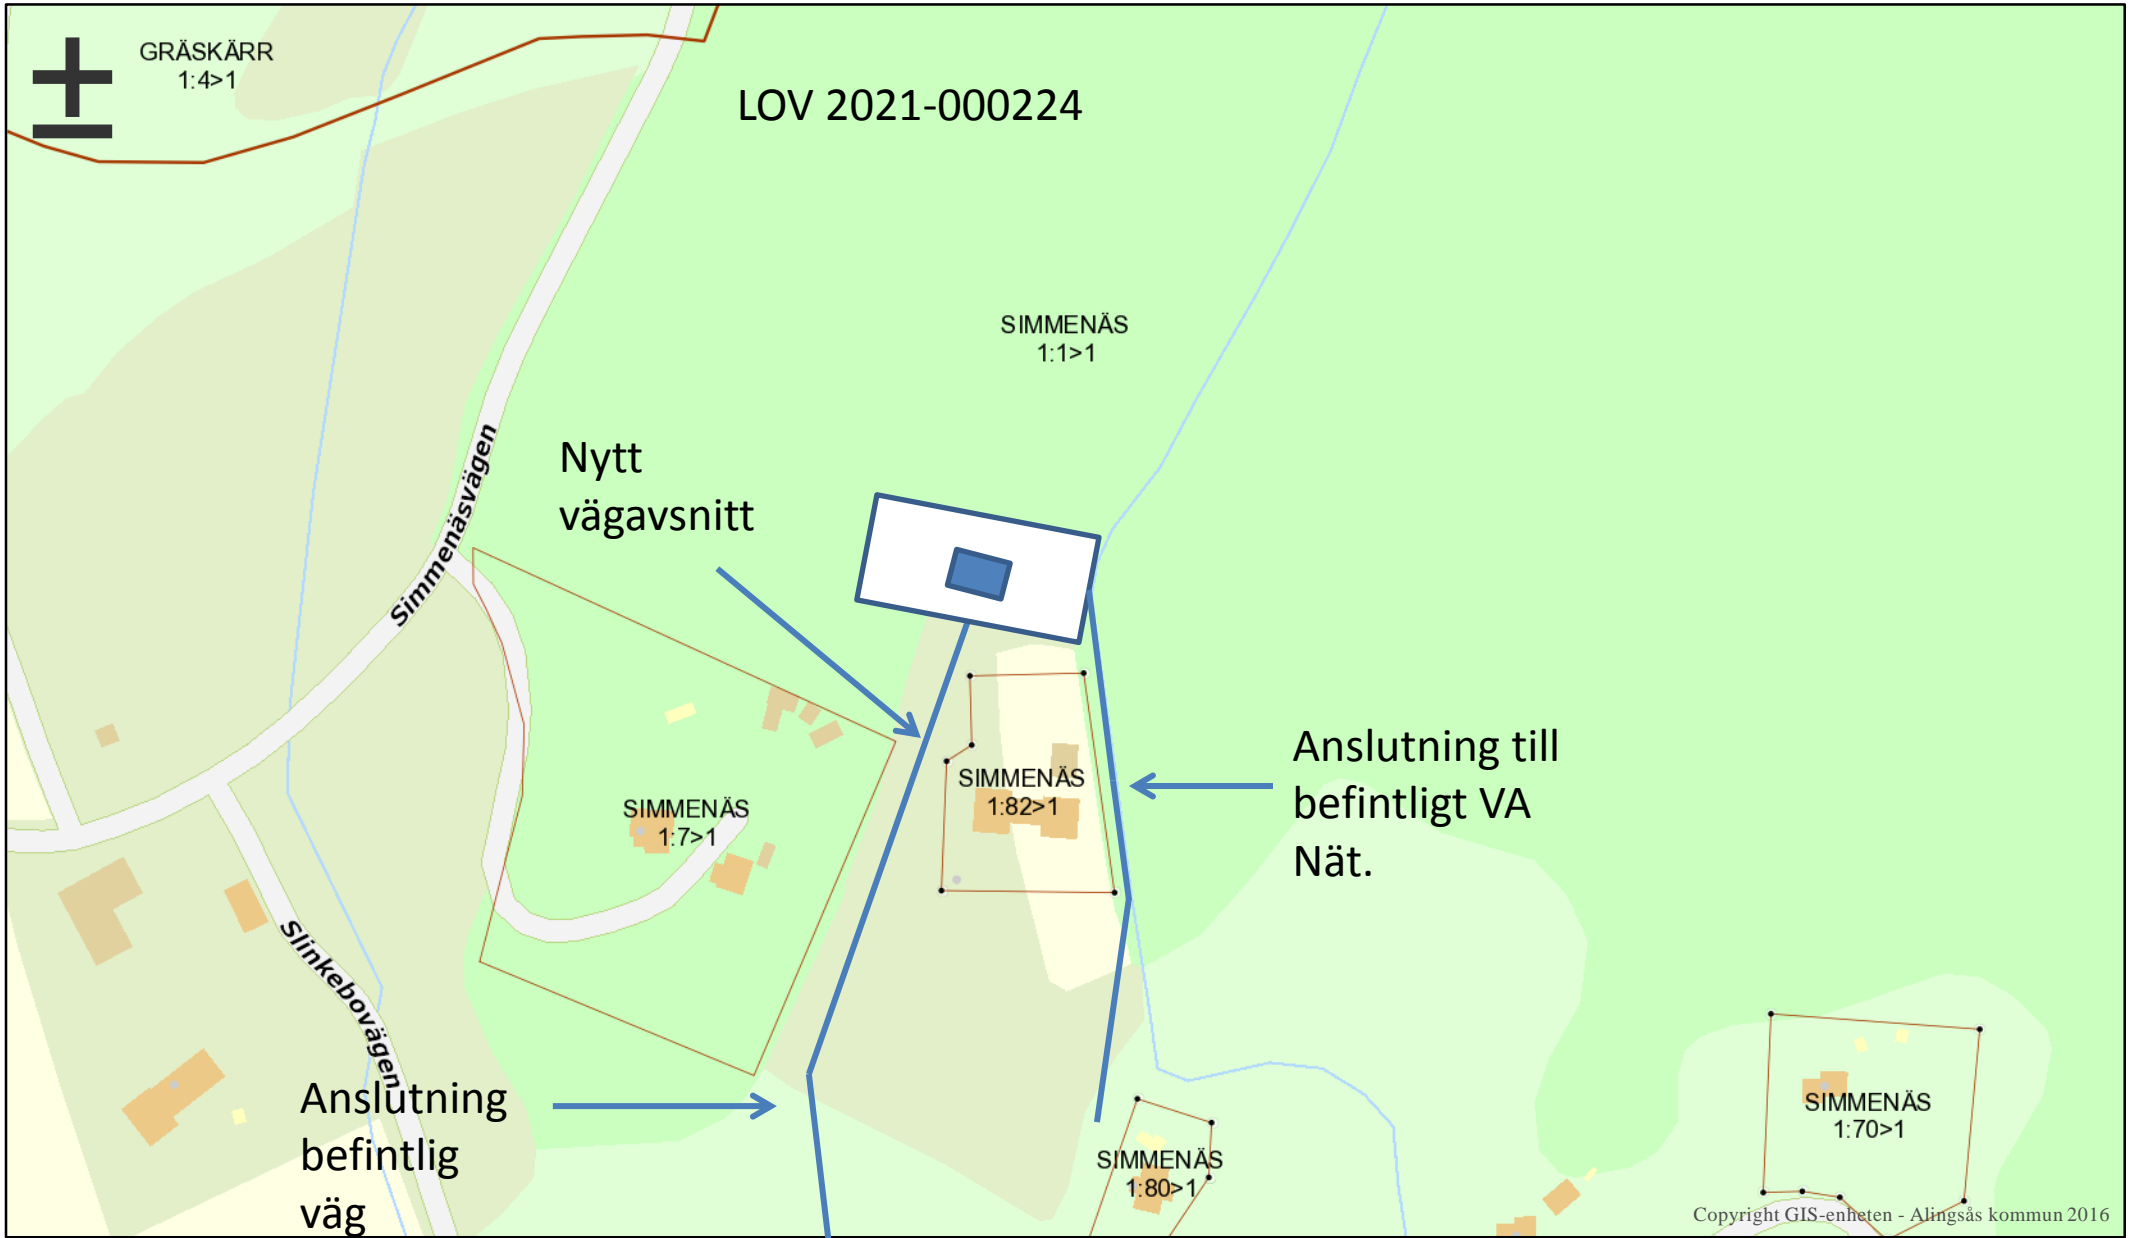 GRÄSKÄRR
1:4>1
LOV 2021-000224
SIMMENÄS
1:1>1
Nytt
vägavsnitt
Simmenäsvägen
SIMMENÄS
1:82>1
Anslutning till
befintligt VA
Nät.
SIMMENÄS
1:7>1
Slinkebovägen
Anslutning
befintlig
väg
SIMMENÄS
1:80>1
SIMMENÄS
1:70>1
Copyright GIS-enheten - Alingsås kommun 2016